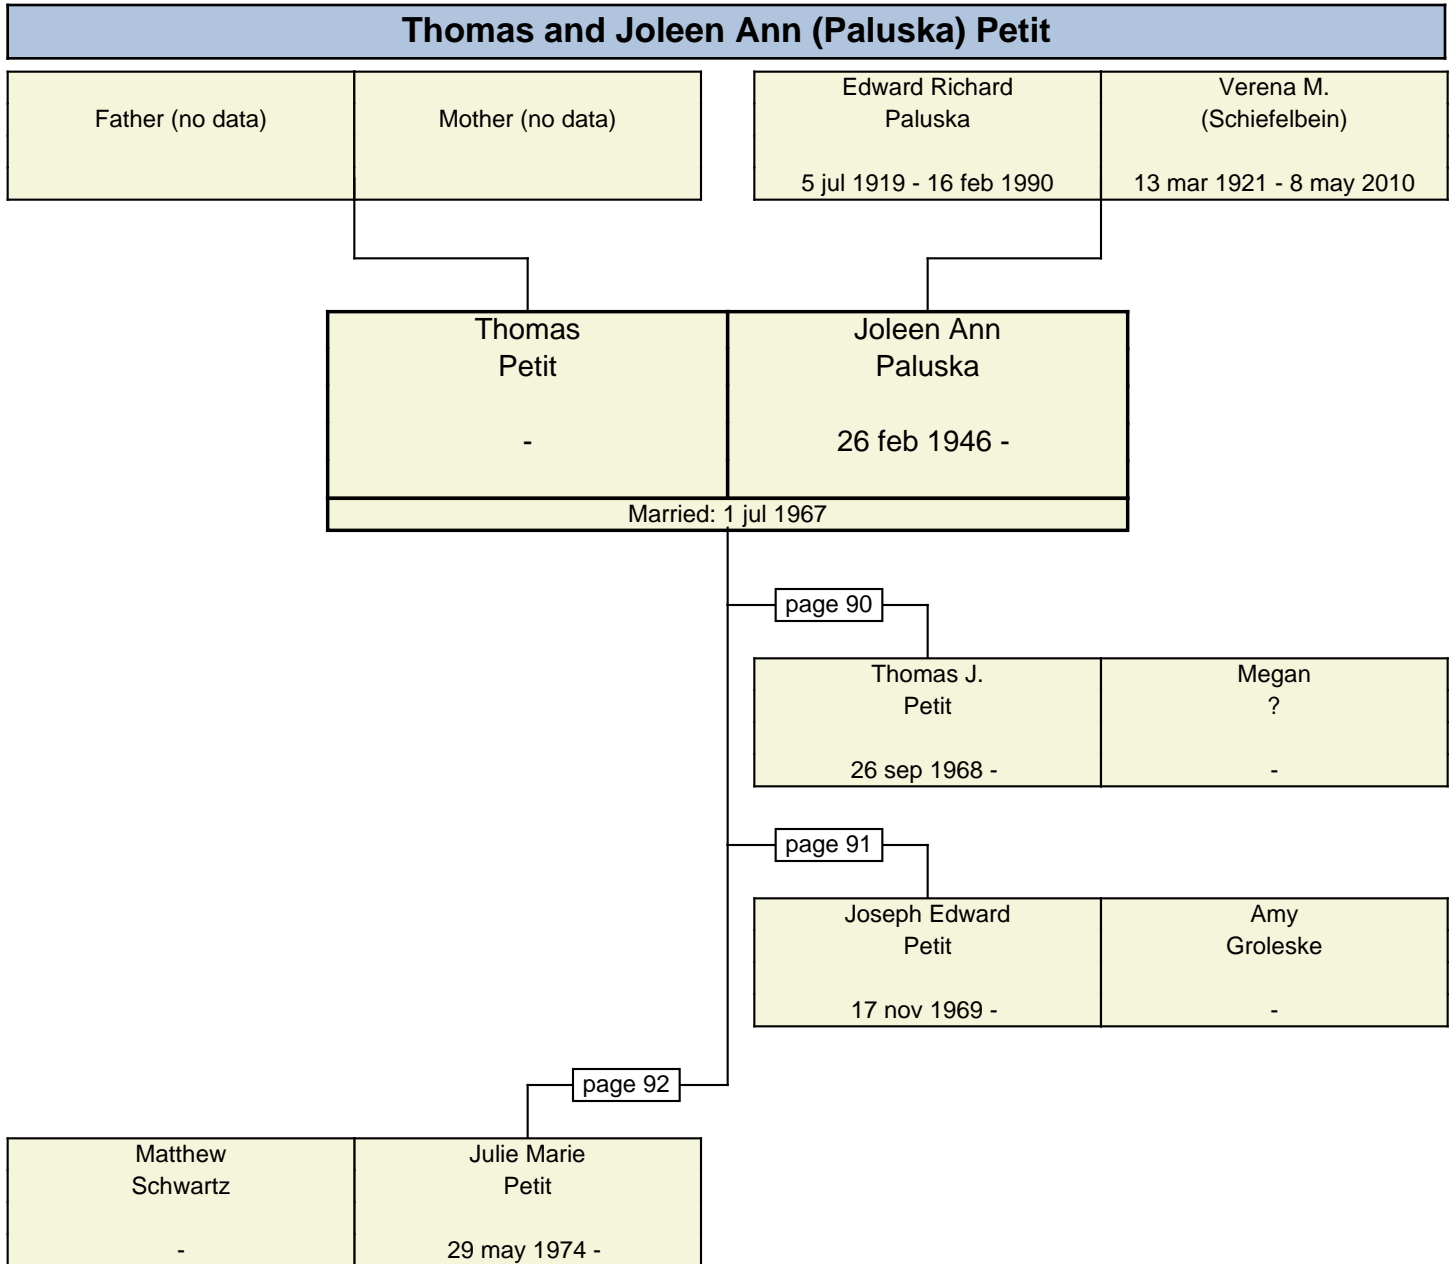 Thomas and Joleen Ann (Paluska) Petit
Father (no data)
Mother (no data)
Edward Richard
Paluska
5 jul 1919 - 16 feb 1990
Verena M.
(Schiefelbein)
13 mar 1921 - 8 may 2010
Thomas
Petit
-
Joleen Ann
Paluska
26 feb 1946 -
Married: 1 jul 1967
page 90
Thomas J.
Petit
26 sep 1968 -
Megan
?
-
page 91
Joseph Edward
Petit
17 nov 1969 -
Amy
Groleske
-
page 92
Matthew
Schwartz
-
Julie Marie
Petit
29 may 1974 -